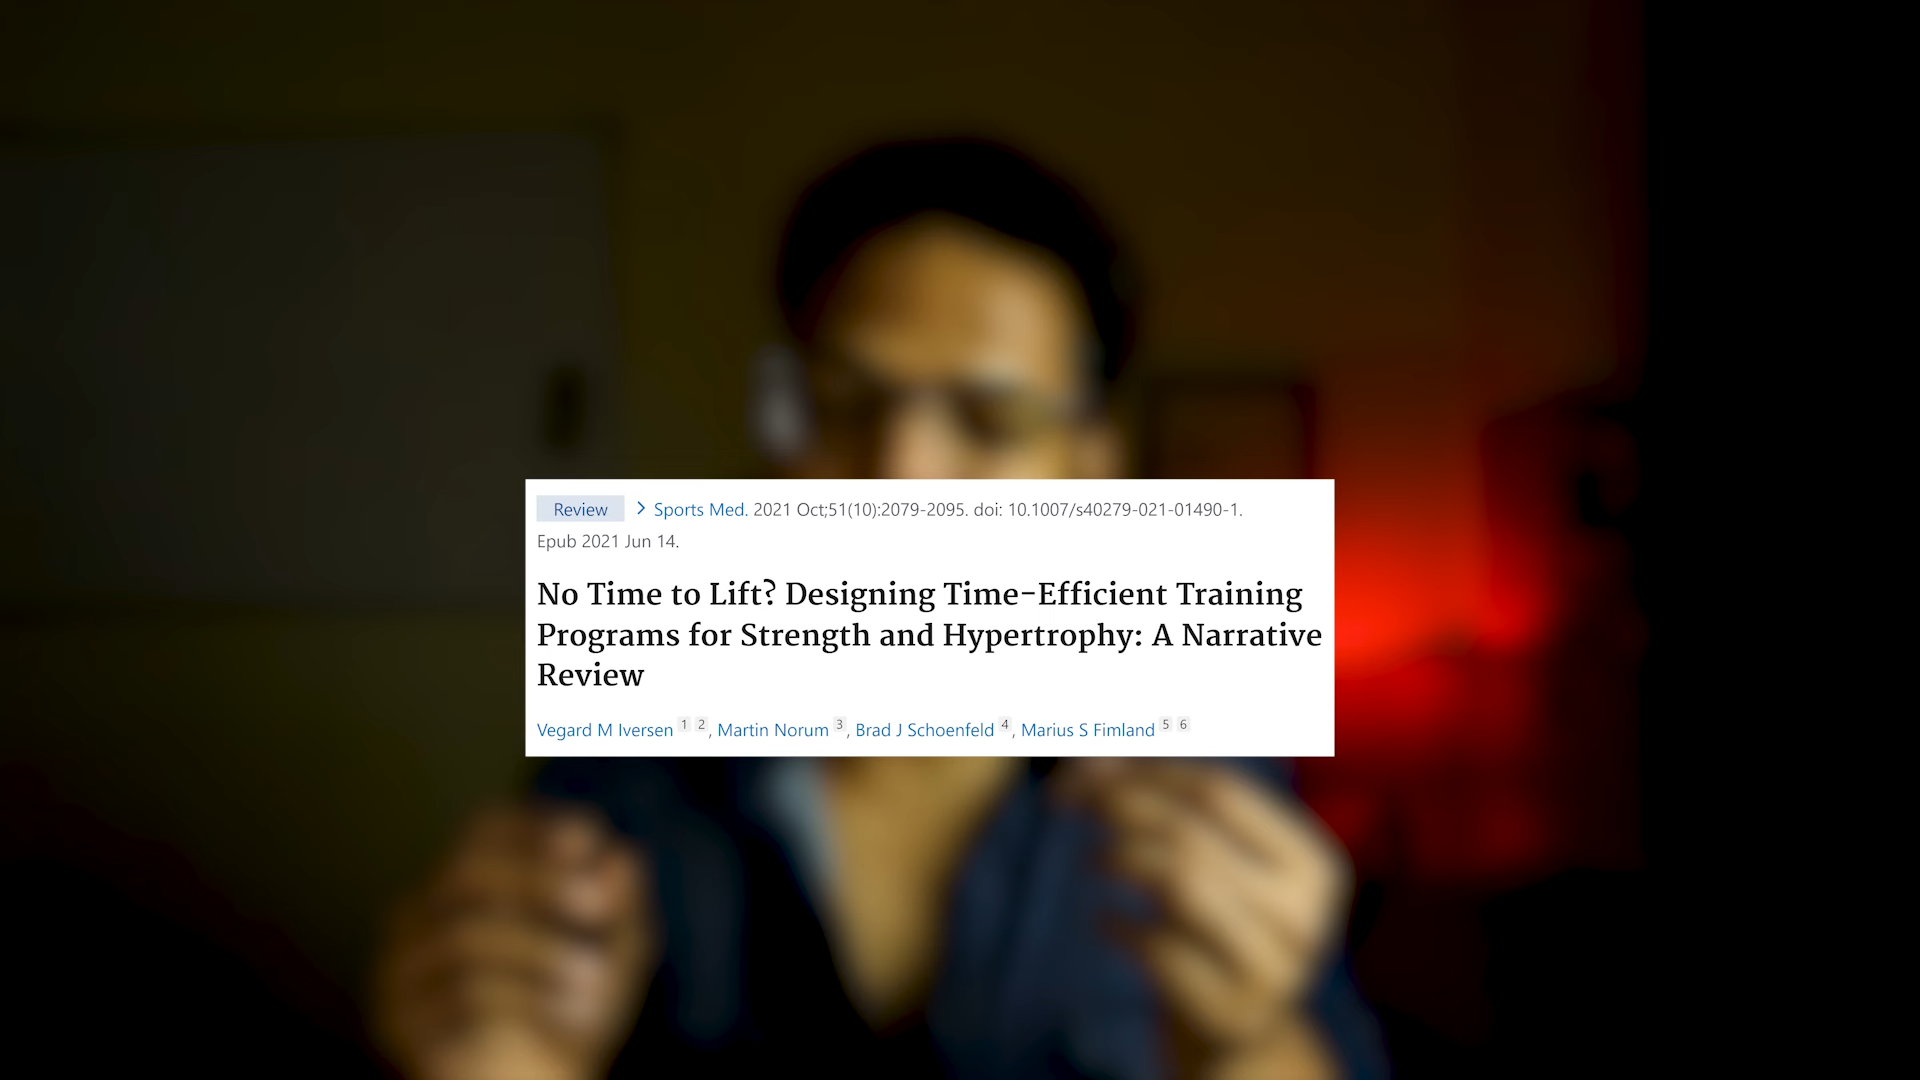 Review > Sports Med. 2021 Oct;51(10):2079-2095. doi: 10.1007/s40279-021-01490-1.
Epub 2021 Jun 14.
No Time to Lift? Designing Time-Efficient Training
Programs for Strength and Hypertrophy: A Narrative
Review
Vegard M Iversen 1 2, Martin Norum 3, Brad J Schoenfeld 4, Marius S Fimland 5 6